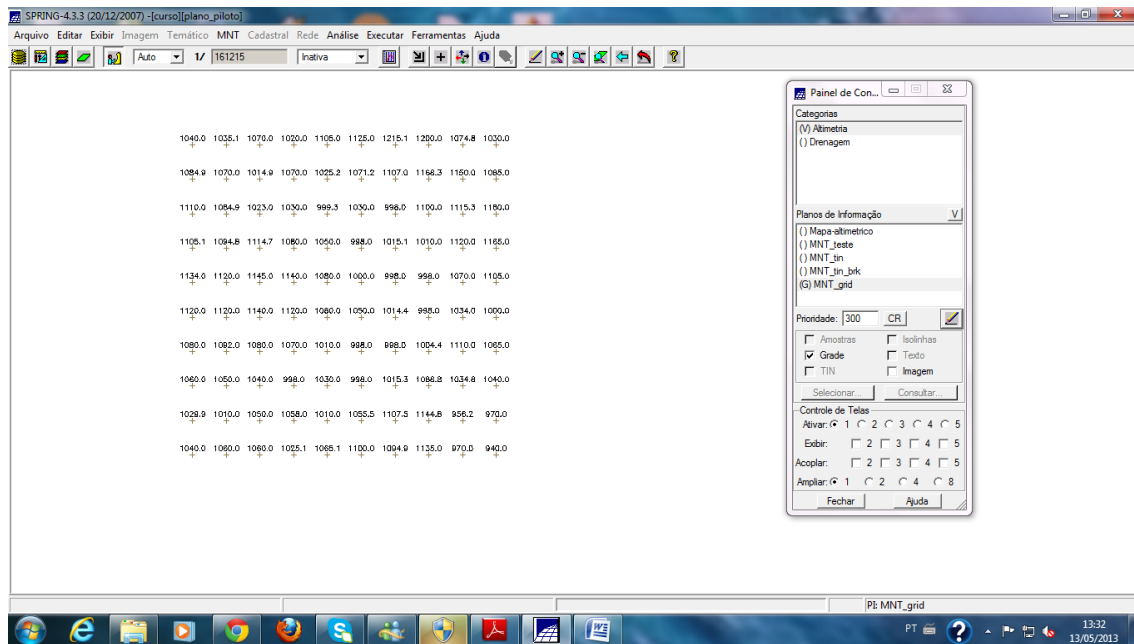 SPRING-4.3.3 (20/12/2007) -[curso][plano_piloto]
Arquivo Editar Exibir Imagem Temático MNT Cadastral Rede Análise Executar Ferramentas Ajuda
Auto 1/ 161215 Inativa
1040.0 1035.1 1070.0 1020.0 1105.0 1125.0 1215.1 1200.0 1074.8 1030.0
1084.9 1070.0 1014.9 1070.0 1025.2 1071.2 1107.0 1166.3 1150.0 1085.0
1110.0 1084.9 1023.0 1030.0 999.3 1030.0 998.0 1100.0 1115.3 1180.0
1105.1 1094.8 1114.7 1080.0 1050.0 998.0 1015.1 1010.0 1120.0 1165.0
1134.0 1120.0 1145.0 1140.0 1080.0 1000.0 998.0 998.0 1070.0 1105.0
1120.0 1120.0 1140.0 1120.0 1080.0 1050.0 1014.4 998.0 1034.0 1090.0
1080.0 1092.0 1080.0 1070.0 1010.0 998.0 998.0 1004.4 1110.0 1065.0
1060.0 1050.0 1040.0 998.0 1030.0 998.0 1015.3 1086.2 1034.8 1040.0
1029.9 1010.0 1050.0 1058.0 1010.0 1055.5 1107.5 1144.8 956.2 970.0
1040.0 1060.0 1060.0 1025.1 1065.1 1100.0 1094.9 1135.0 970.0 940.0
Painel de Con...
Categorias
(V) Altimetria
( ) Drenagem
Planos de Informação V
( ) Mapa-altimetrico
( ) MNT_teste
( ) MNT_tin
( ) MNT_tin_brk
(G) MNT_grid
Prioridade: 300 CR
Amostras Isolinhas
Grade Texto
TIN Imagem
Selecionar... Consultar...
Controle de Telas
Ativar: 1 2 3 4 5
Exibir: 2 3 4 5
Acoplar: 2 3 4 5
Ampliar: 1 2 4 8
Fechar Ajuda
PI: MNT_grid
PT 13:32
13/05/2013